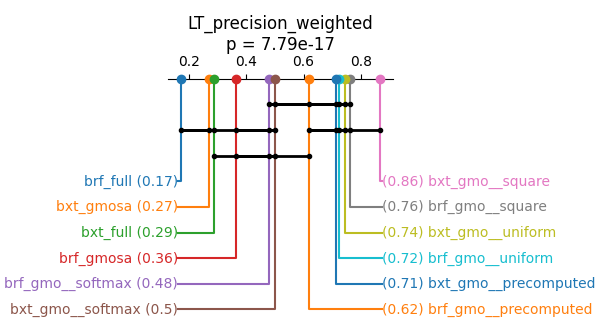 LT_precision_weighted
p = 7.79e-17
0.2 0.4 0.6 0.8
brf_full (0.17) (0.86) bxt_gmo__square
bxt_gmosa (0.27) (0.76) brf_gmo__square
bxt_full (0.29) (0.74) bxt_gmo__uniform
brf_gmosa (0.36) (0.72) brf_gmo__uniform
brf_gmo__softmax (0.48) (0.71) bxt_gmo__precomputed
bxt_gmo__softmax (0.5) (0.62) brf_gmo__precomputed